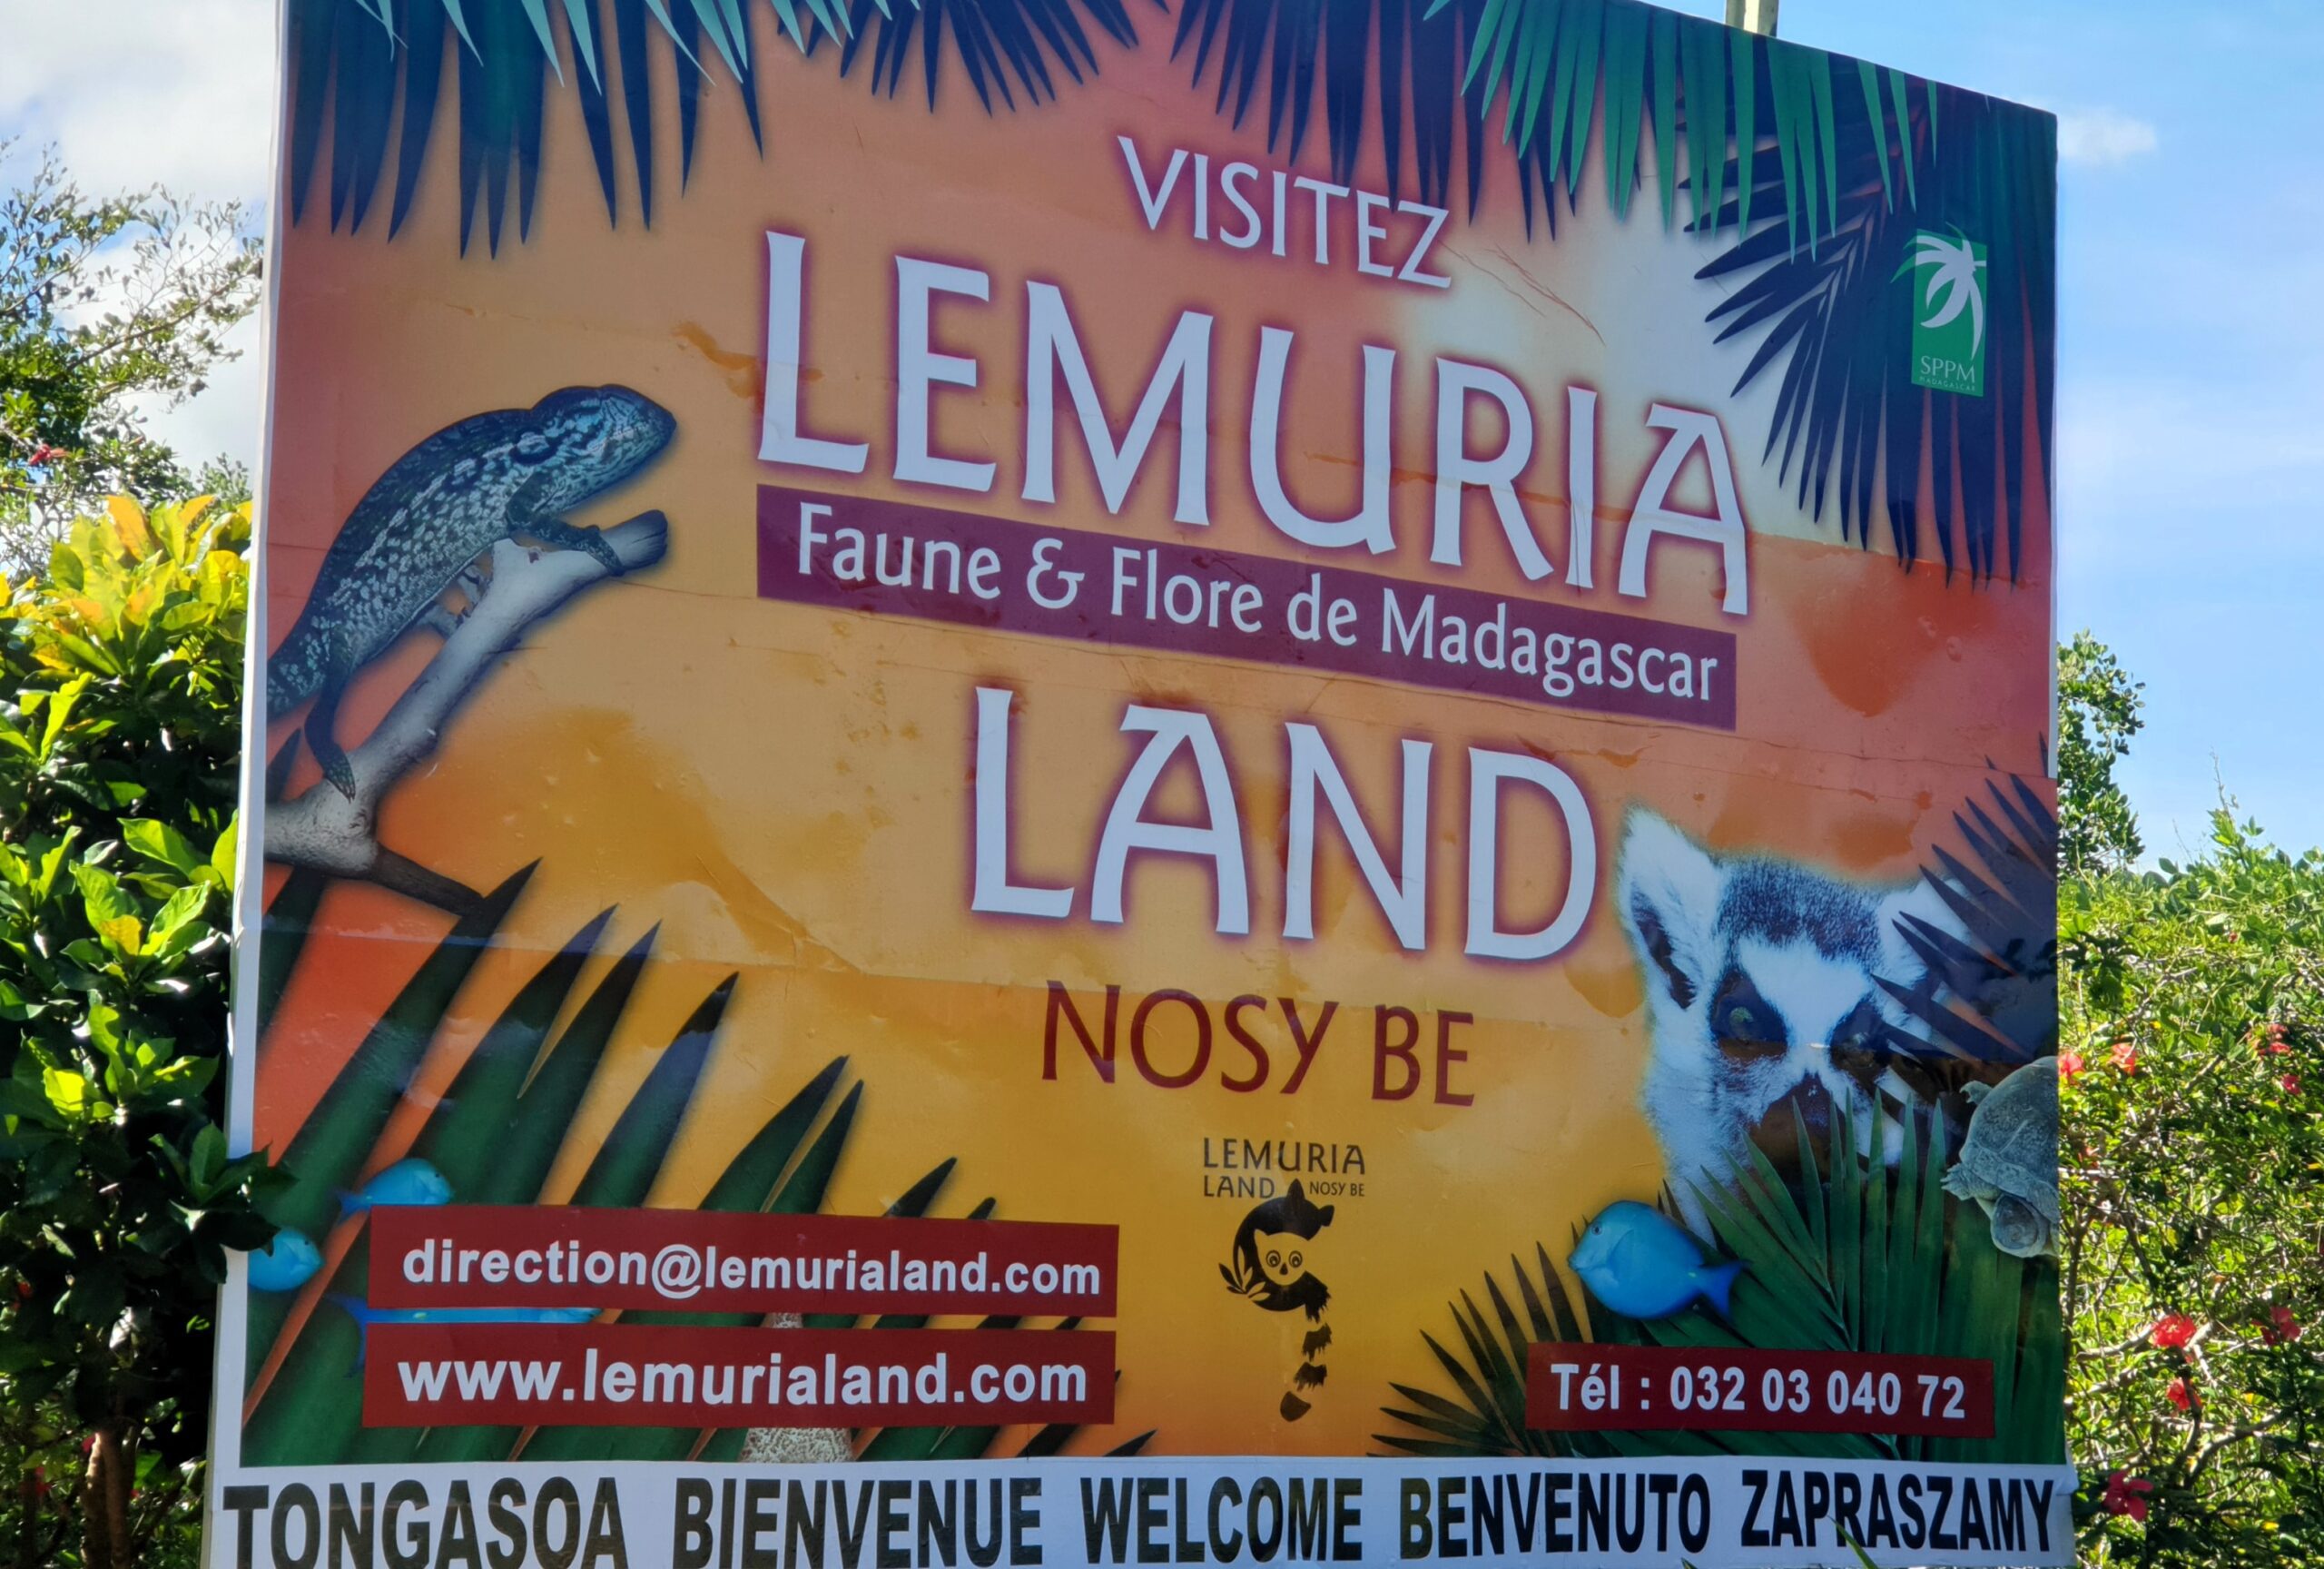 VISITEZ
LEMURIA
Faune & Flore de Madagascar
LAND
NOSY BE
SPPM
MADAGASCAR
LEMURIA
LAND NOSY BE
direction@lemurialand.com
www.lemurialand.com
Tél : 032 03 040 72
TONGASOA BIENVENUE WELCOME BENVENUTO ZAPRASZAMY